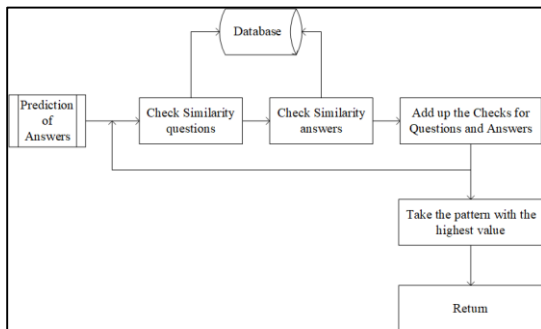 Database
Prediction
of
Answers
Check Similarity
questions
Check Similarity
answers
Add up the Checks for
Questions and Answers
Take the pattern with the
highest value
Return